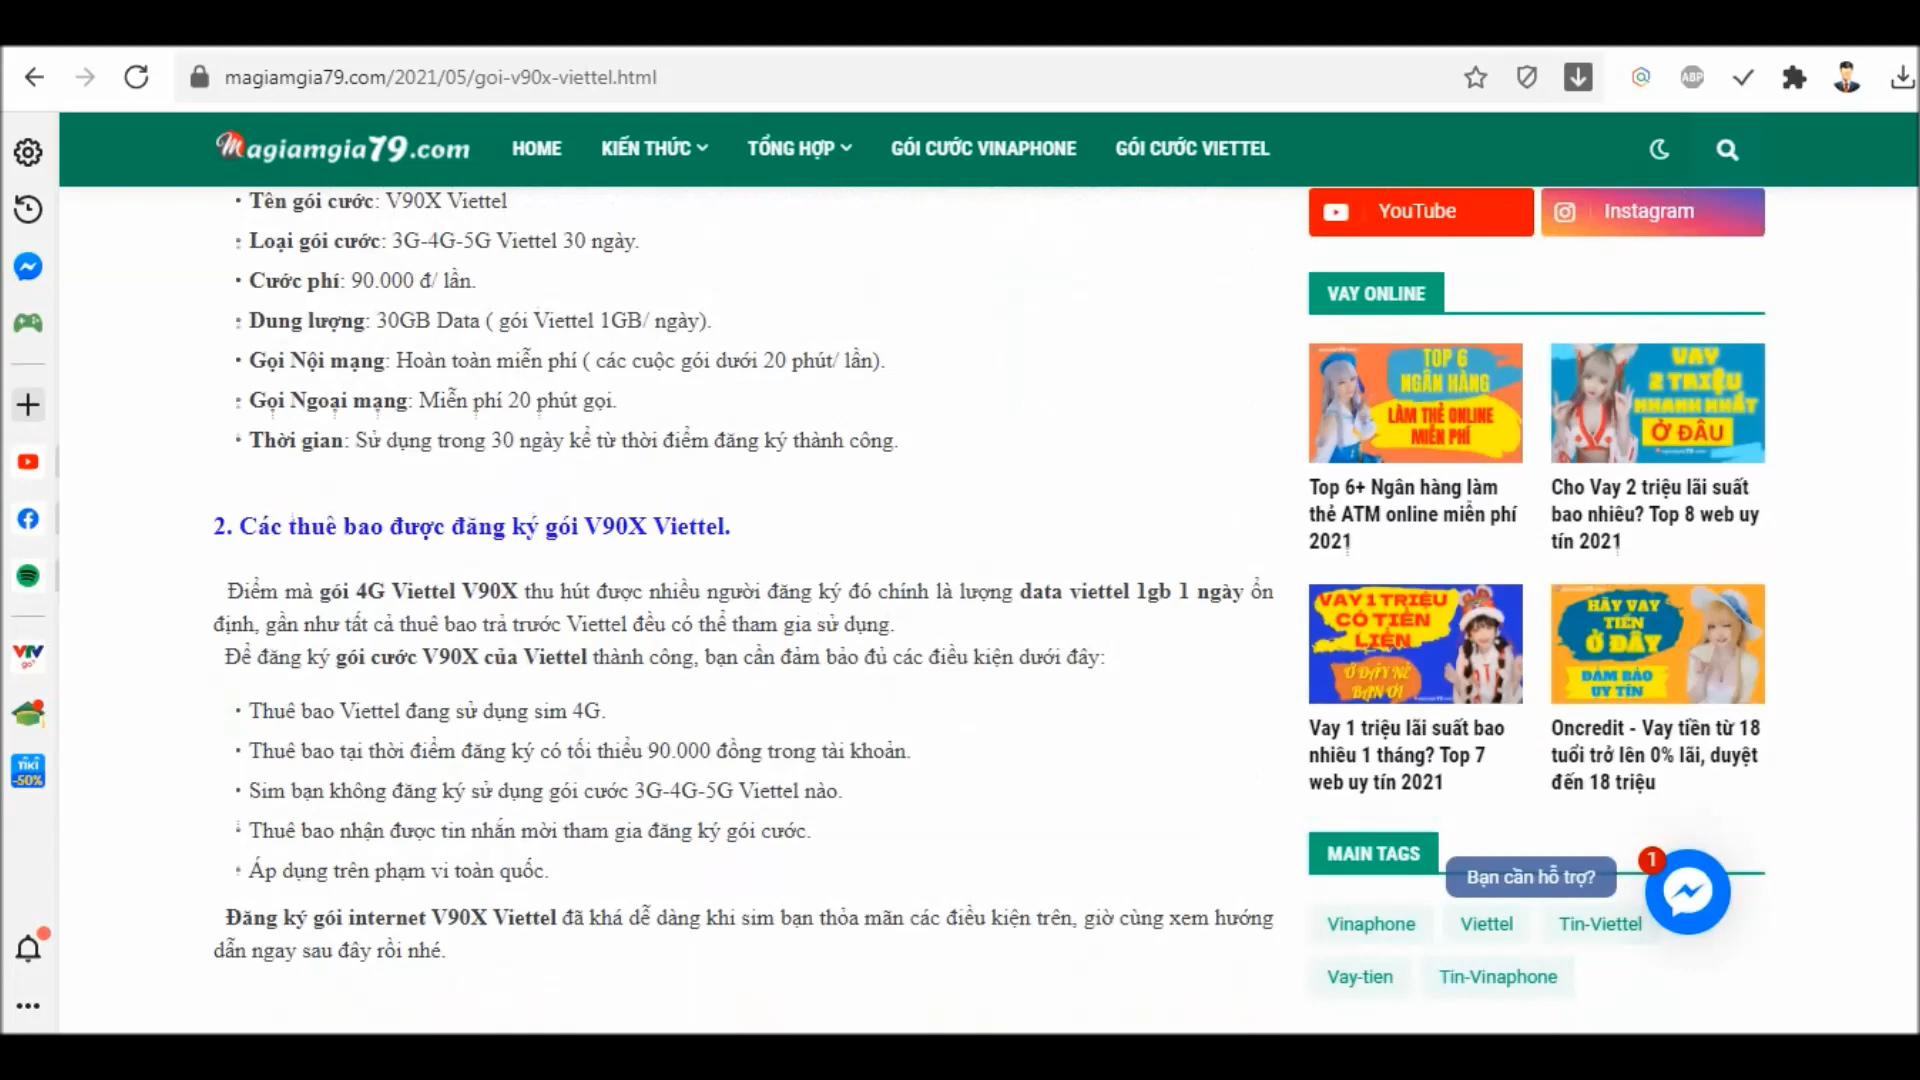 magiamgia79.com/2021/05/goi-v90x-viettel.html
ABP
Magiamgia79.com
HOME
KIẾN THỨC
TỔNG HỢP
GÓI CƯỚC VINAPHONE
GÓI CƯỚC VIETTEL
• Tên gói cước: V90X Viettel
• Loại gói cước: 3G-4G-5G Viettel 30 ngày.
• Cước phí: 90.000 đ/ lần.
• Dung lượng: 30GB Data ( gói Viettel 1GB/ ngày).
• Gọi Nội mạng: Hoàn toàn miễn phí ( các cuộc gói dưới 20 phút/ lần).
• Gọi Ngoại mạng: Miễn phí 20 phút gọi.
• Thời gian: Sử dụng trong 30 ngày kể từ thời điểm đăng ký thành công.
2. Các thuê bao được đăng ký gói V90X Viettel.
Điểm mà gói 4G Viettel V90X thu hút được nhiều người đăng ký đó chính là lượng data viettel 1gb 1 ngày ổn
định, gần như tất cả thuê bao trả trước Viettel đều có thể tham gia sử dụng.
Để đăng ký gói cước V90X của Viettel thành công, bạn cần đảm bảo đủ các điều kiện dưới đây:
• Thuê bao Viettel đang sử dụng sim 4G.
• Thuê bao tại thời điểm đăng ký có tối thiểu 90.000 đồng trong tài khoản.
• Sim bạn không đăng ký sử dụng gói cước 3G-4G-5G Viettel nào.
• Thuê bao nhận được tin nhắn mời tham gia đăng ký gói cước.
• Áp dụng trên phạm vi toàn quốc.
Đăng ký gói internet V90X Viettel đã khá dễ dàng khi sim bạn thỏa mãn các điều kiện trên, giờ cùng xem hướng
dẫn ngay sau đây rồi nhé.
YouTube
Instagram
VAY ONLINE
TOP 6
NGÂN HÀNG
LÀM THẺ ONLINE
MIỄN PHÍ
VAY
2 TRIỆU
NHANH NHẤT
Ở ĐÂU
Top 6+ Ngân hàng làm
thẻ ATM online miễn phí
2021
Cho Vay 2 triệu lãi suất
bao nhiêu? Top 8 web uy
tín 2021
VAY 1 TRIỆU
CÓ TIỀN
LIỀN
Ở ĐÂY NÈ
BẠN ƠI
HÃY VAY
TIỀN
Ở ĐÂY
ĐẢM BẢO
UY TÍN
Vay 1 triệu lãi suất bao
nhiêu 1 tháng? Top 7
web uy tín 2021
Oncredit - Vay tiền từ 18
tuổi trở lên 0% lãi, duyệt
đến 18 triệu
MAIN TAGS
Bạn cần hỗ trợ?
1
Vinaphone
Viettel
Tin-Viettel
Vay-tien
Tin-Vinaphone
VTV
go
TIKI
-50%